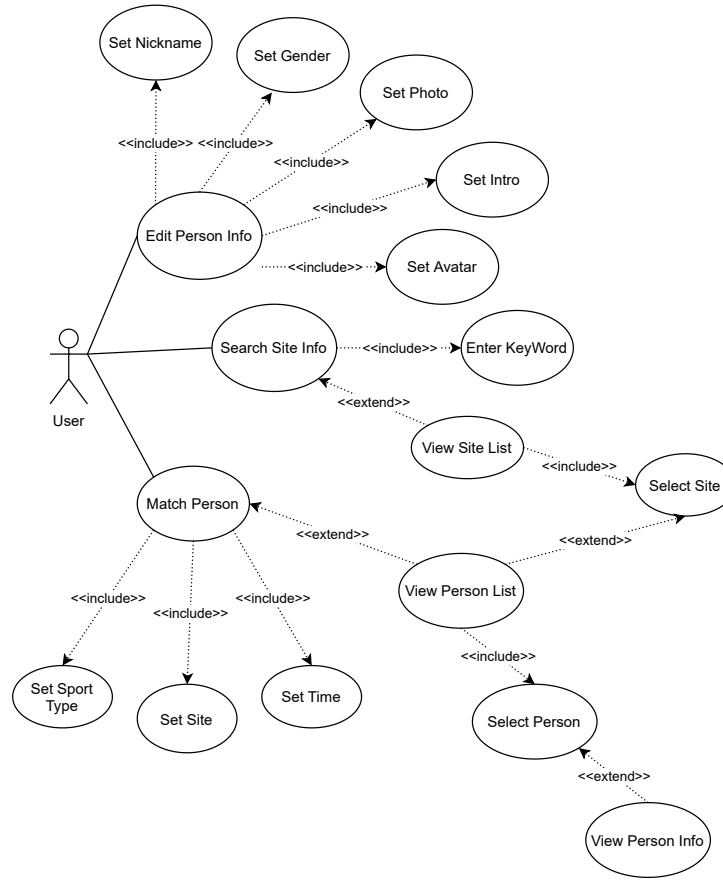 Set Nickname
Set Gender
Set Photo
<<include>>
<<include>>
<<include>>
Set Intro
<<include>>
Edit Person Info
<<include>>
Set Avatar
Search Site Info
<<include>>
Enter KeyWord
<<extend>>
User
View Site List
<<include>>
Select Site
Match Person
<<extend>>
<<extend>>
View Person List
<<include>>
<<include>>
<<include>>
<<include>>
Set Sport
Type
Set Site
Set Time
Select Person
<<extend>>
View Person Info